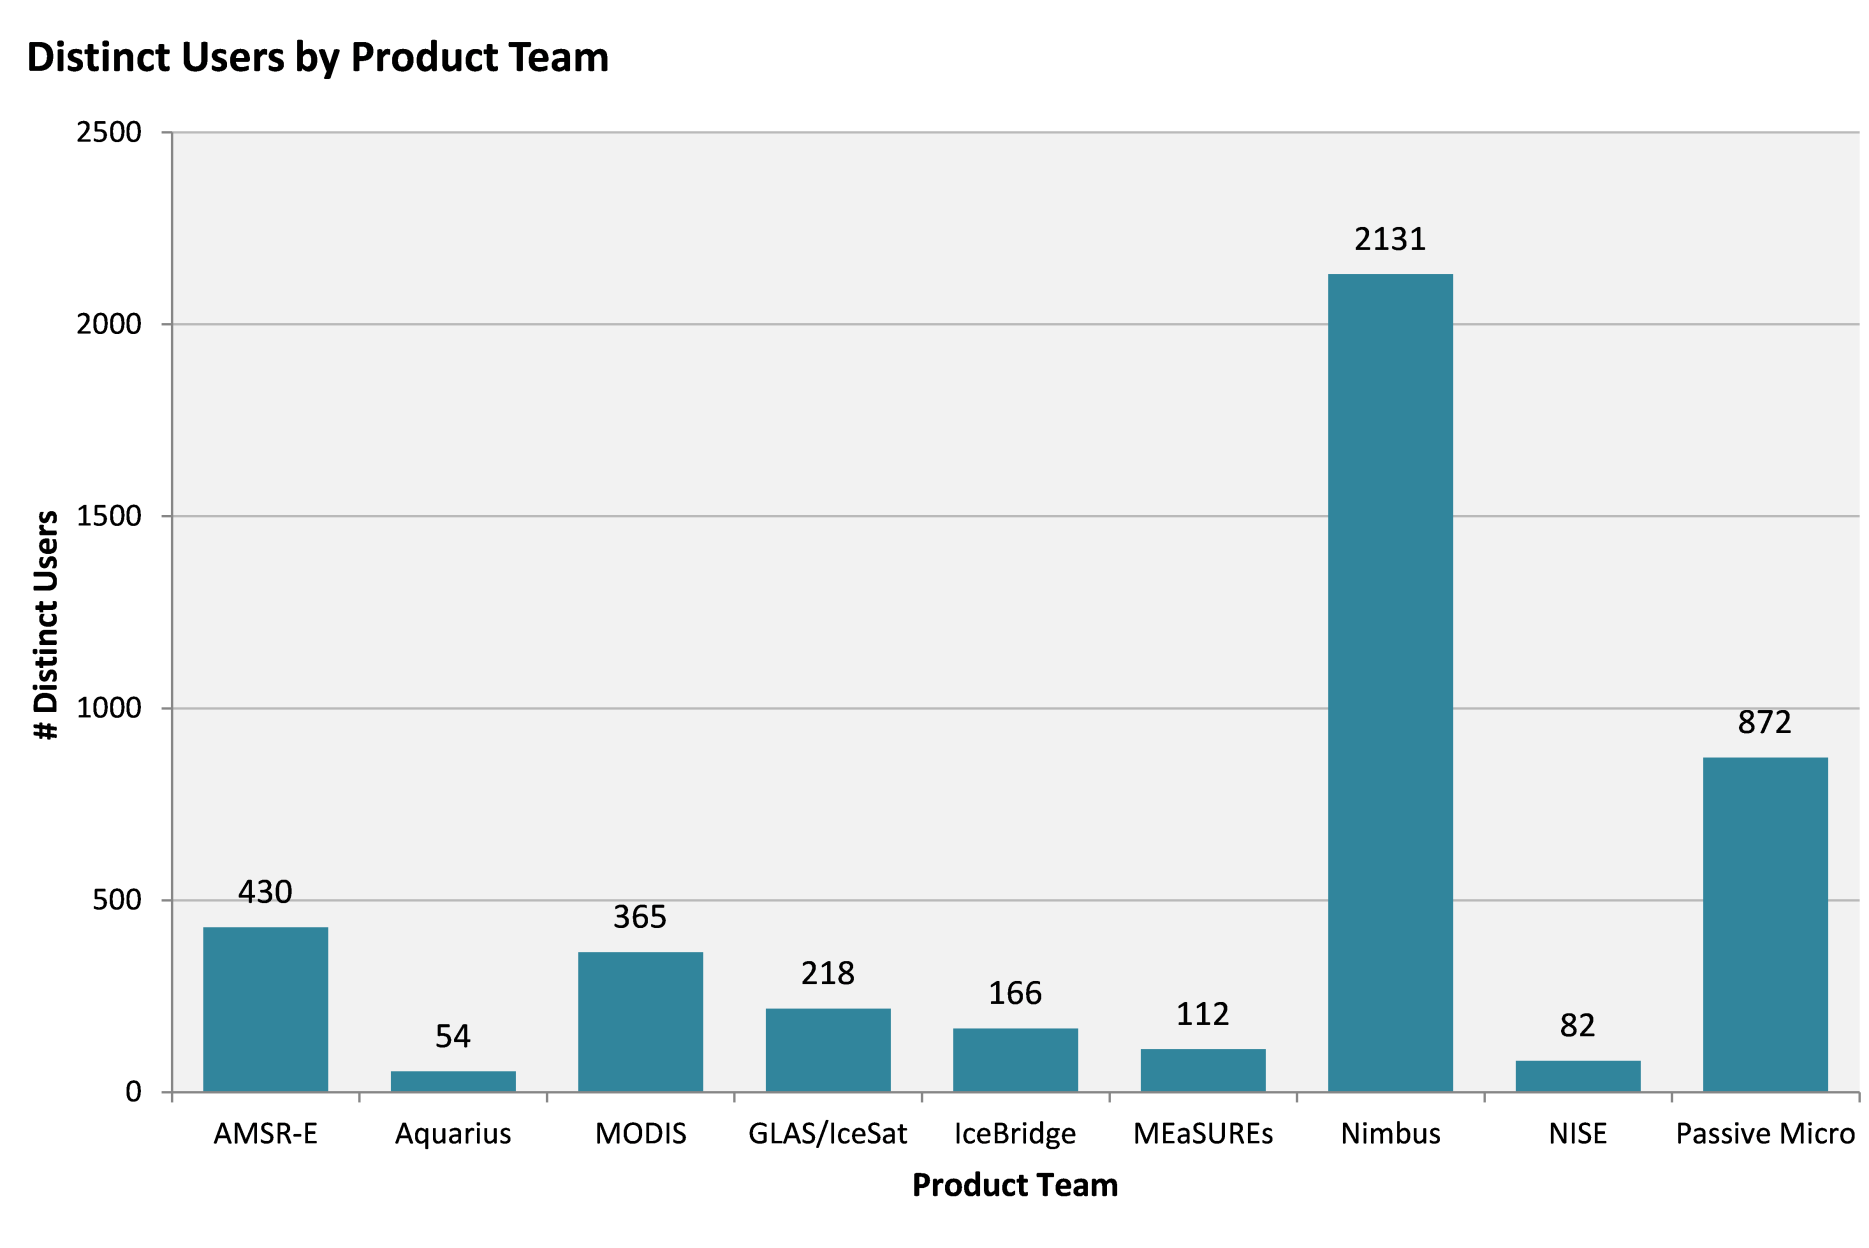 Distinct Users by Product Team
2500
2000
1500
1000
500
0
# Distinct Users
430
54
365
218
166
112
2131
82
872
AMSR-E
Aquarius
MODIS
GLAS/IceSat
IceBridge
MEaSUREs
Nimbus
NISE
Passive Micro
Product Team